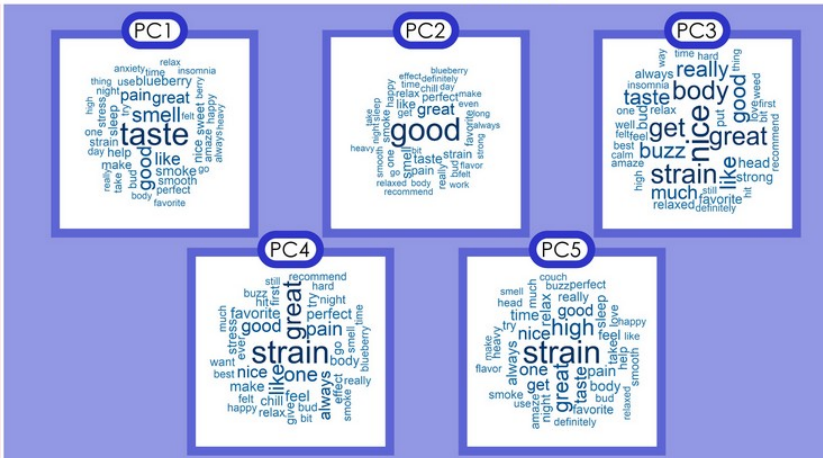 PC1
relax
anxiety time insomnia
thing use blueberry
night pain great
smell felt
high stress sleep try
taste
one strain
day help good like
make smoke go
really take bud smooth
body perfect
favorite
nice sweet berry
amaze happy
always heavy
PC2
blueberry
effect definitely
time chill day
relax perfect make
like great even
get
take night sleep smoke happy
good
favorite along always
strong
heavy smooth one smell bit
taste strain
go pain really bud flavor
felt
relaxed body work
recommend
PC3
way time hard thing
always really
insomnia body love weed
taste good
one relax put first bit
well bud get nice great
felt feel
best buzz
calm like head
amaze strain strong recommend
high much still hit
favorite
relaxed definitely
PC4
still recommend
buzz hard
hit first great try night
favorite perfect
much stress good pain
ever strain go smell time
want body blueberry
best nice like one
make always effect really
felt chill feel smoke
happy give bud
relax bit
PC5
couch
smell buzz perfect
head much relax really
time good sleep love
try nice high happy
feel like
make heavy always strain
take help smooth
flavor one great taste pain
get body
smoke night bud relaxed
use amaze favorite
definitely